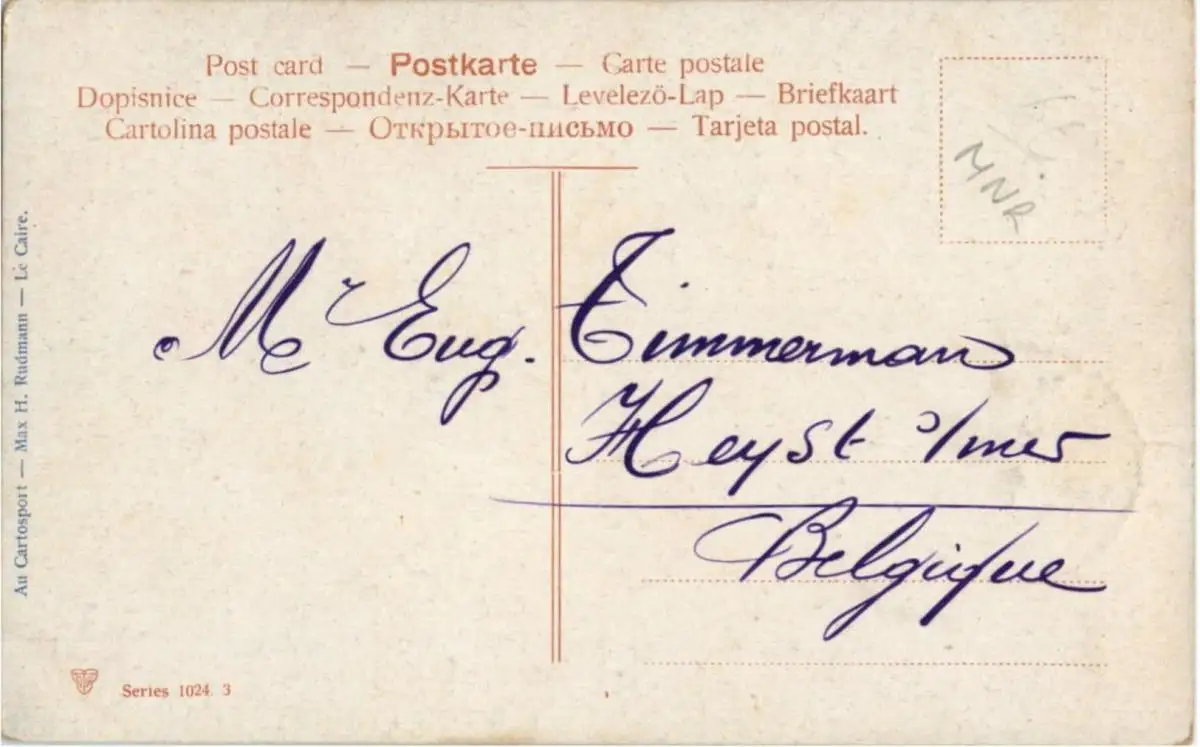 Post card — Postkarte — Carte postale
Dopisnice — Correspondenz-Karte — Levelezö-Lap — Briefkaart
Cartolina postale — Открытое-письмо — Tarjeta postal.
MNR
Au Cartosport — Max H. Rudmann — Le Caire.
Mr Eug. Timmerman
Heyst s/mer
Belgique
Series 1024 3